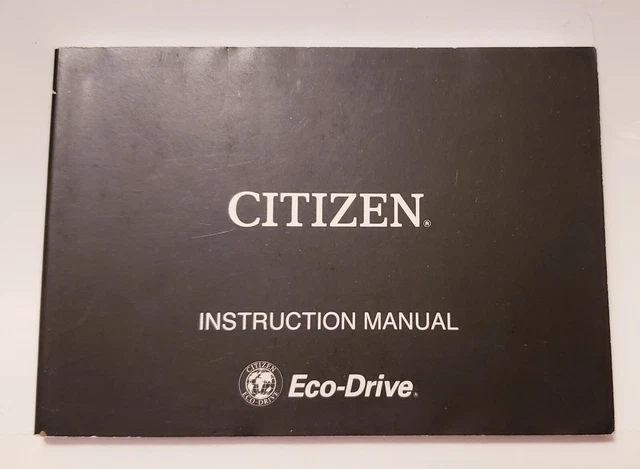 CITIZEN®
INSTRUCTION MANUAL
CITIZEN
ECO-DRIVE
Eco-Drive®